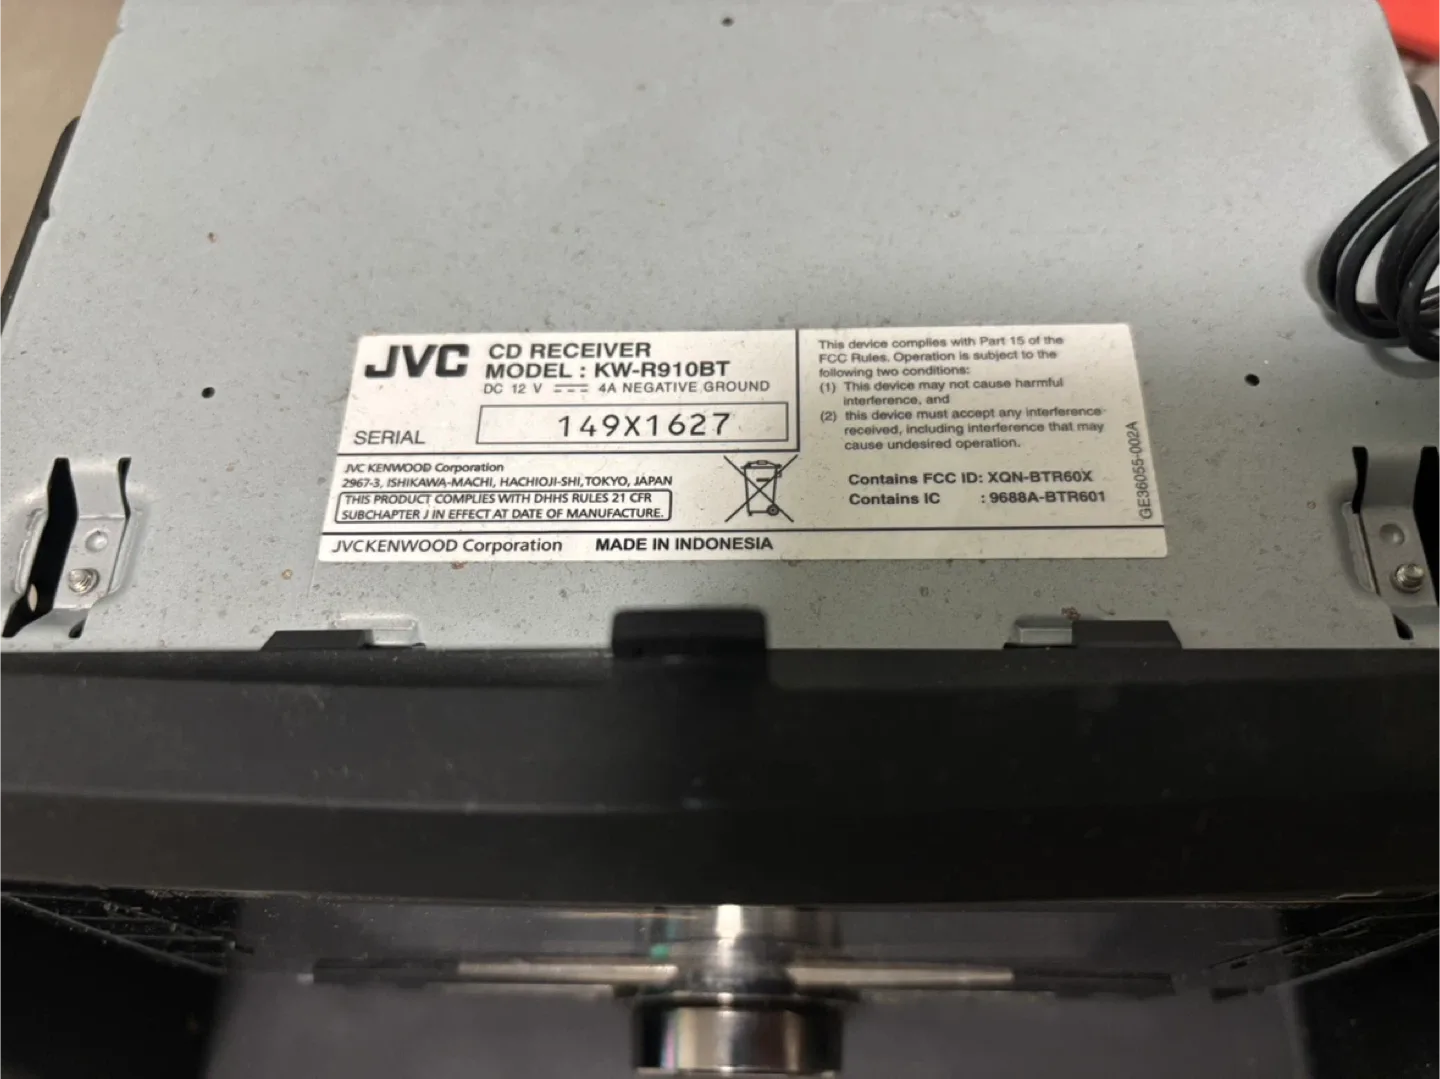 JVC
CD RECEIVER
MODEL : KW-R910BT
DC 12 V ⎓ 4A NEGATIVE GROUND
SERIAL
149X1627
JVC KENWOOD Corporation
2967-3, ISHIKAWA-MACHI, HACHIOJI-SHI, TOKYO, JAPAN
THIS PRODUCT COMPLIES WITH DHHS RULES 21 CFR
SUBCHAPTER J IN EFFECT AT DATE OF MANUFACTURE.
JVCKENWOOD Corporation MADE IN INDONESIA
This device complies with Part 15 of the
FCC Rules. Operation is subject to the
following two conditions:
(1) This device may not cause harmful
interference, and
(2) this device must accept any interference
received, including interference that may
cause undesired operation.
Contains FCC ID: XQN-BTR60X
Contains IC : 9688A-BTR601
GE36055-002A